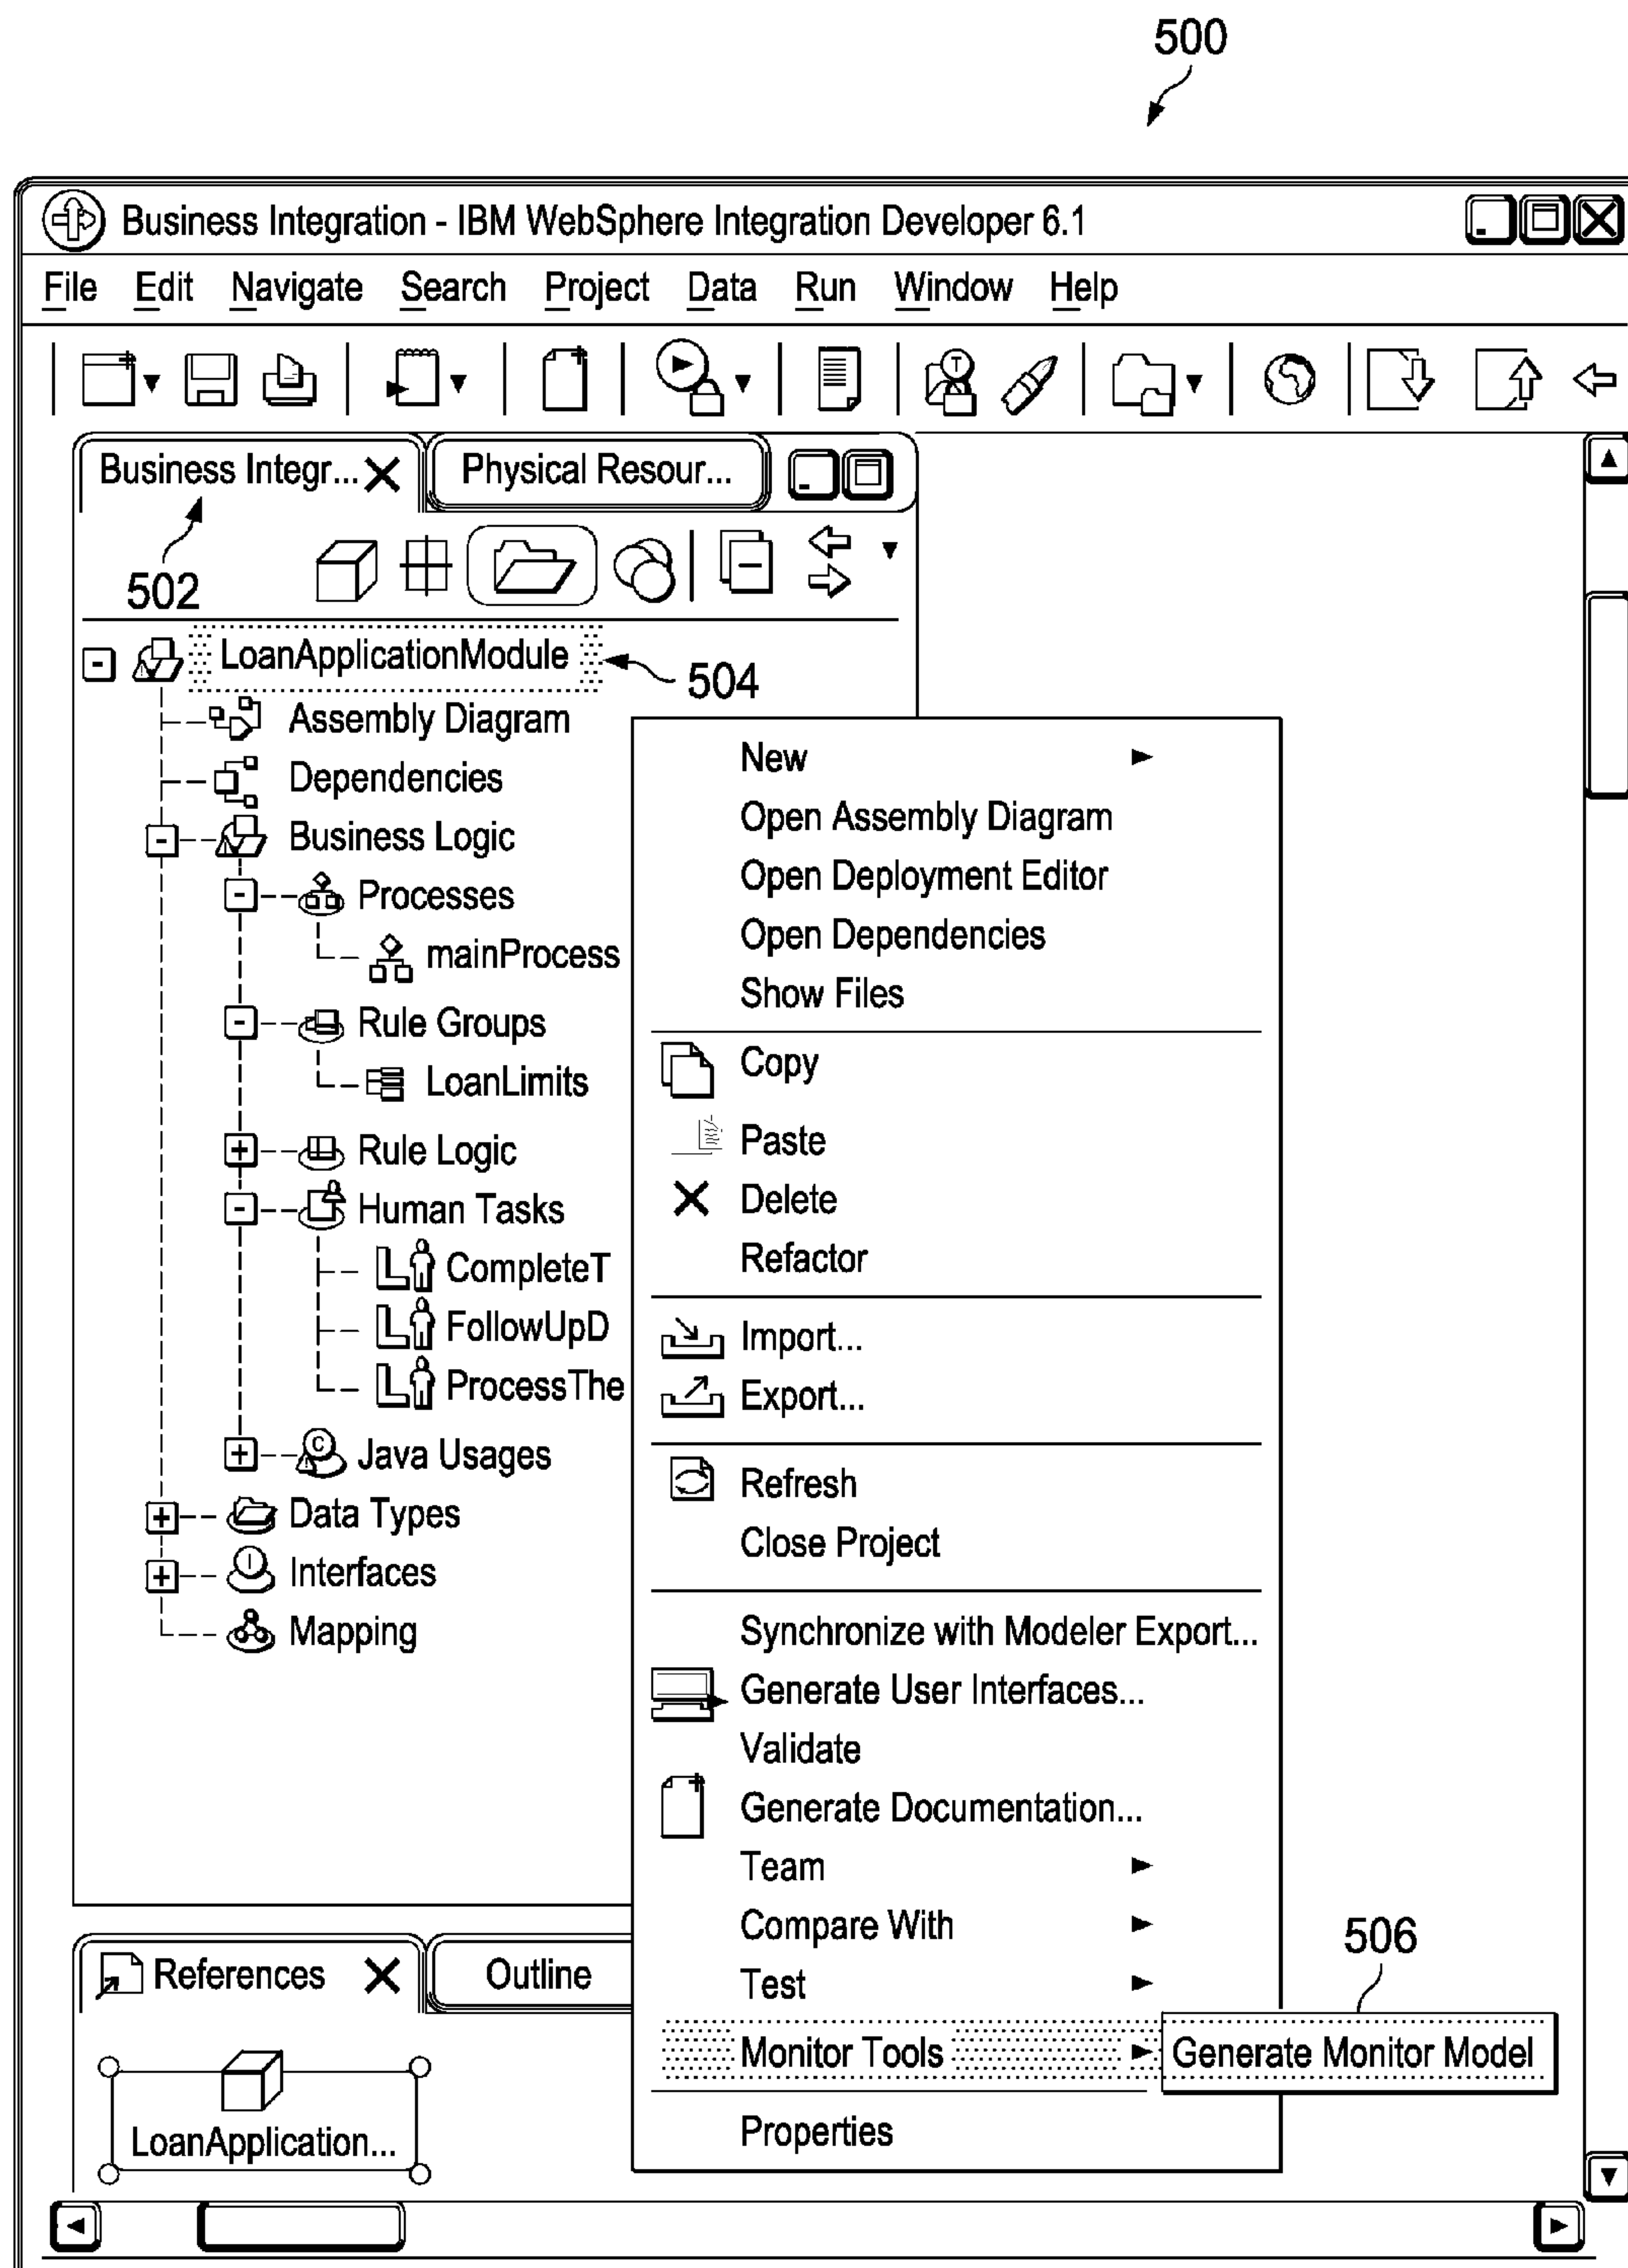 500
Business Integration - IBM WebSphere Integration Developer 6.1
File Edit Navigate Search Project Data Run Window Help
T
Business Integr... Physical Resour...
502
LoanApplicationModule
504
Assembly Diagram
Dependencies
Business Logic
Processes
mainProcess
Rule Groups
LoanLimits
Rule Logic
Human Tasks
CompleteT
FollowUpD
ProcessThe
C
Java Usages
Data Types
I
Interfaces
Mapping
New
Open Assembly Diagram
Open Deployment Editor
Open Dependencies
Show Files
Copy
Paste
Delete
Refactor
Import...
Export...
Refresh
Close Project
Synchronize with Modeler Export...
Generate User Interfaces...
Validate
Generate Documentation...
Team
Compare With
Test
Monitor Tools
506
Generate Monitor Model
Properties
References Outline
LoanApplication...